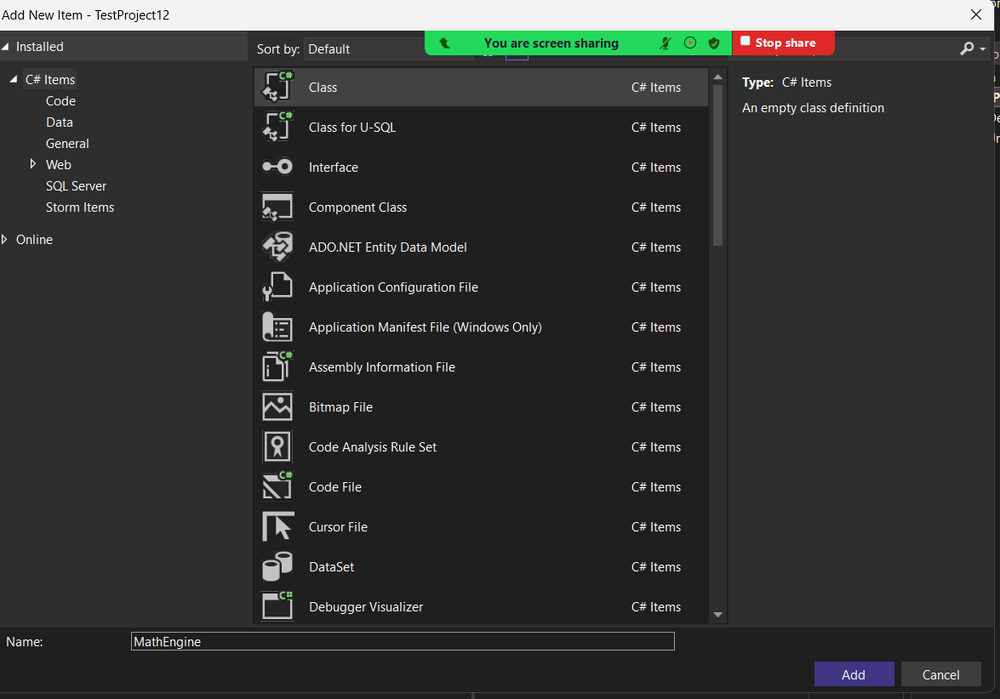 Add New Item - TestProject12
Installed
Sort by: Default
You are screen sharing
Stop share
C# Items
Code
Data
General
Web
SQL Server
Storm Items
Online
Class C# Items
Class for U-SQL C# Items
Interface C# Items
Component Class C# Items
ADO.NET Entity Data Model C# Items
Application Configuration File C# Items
Application Manifest File (Windows Only) C# Items
Assembly Information File C# Items
Bitmap File C# Items
Code Analysis Rule Set C# Items
Code File C# Items
Cursor File C# Items
DataSet C# Items
Debugger Visualizer C# Items
Type: C# Items
An empty class definition
Name: MathEngine
Add Cancel